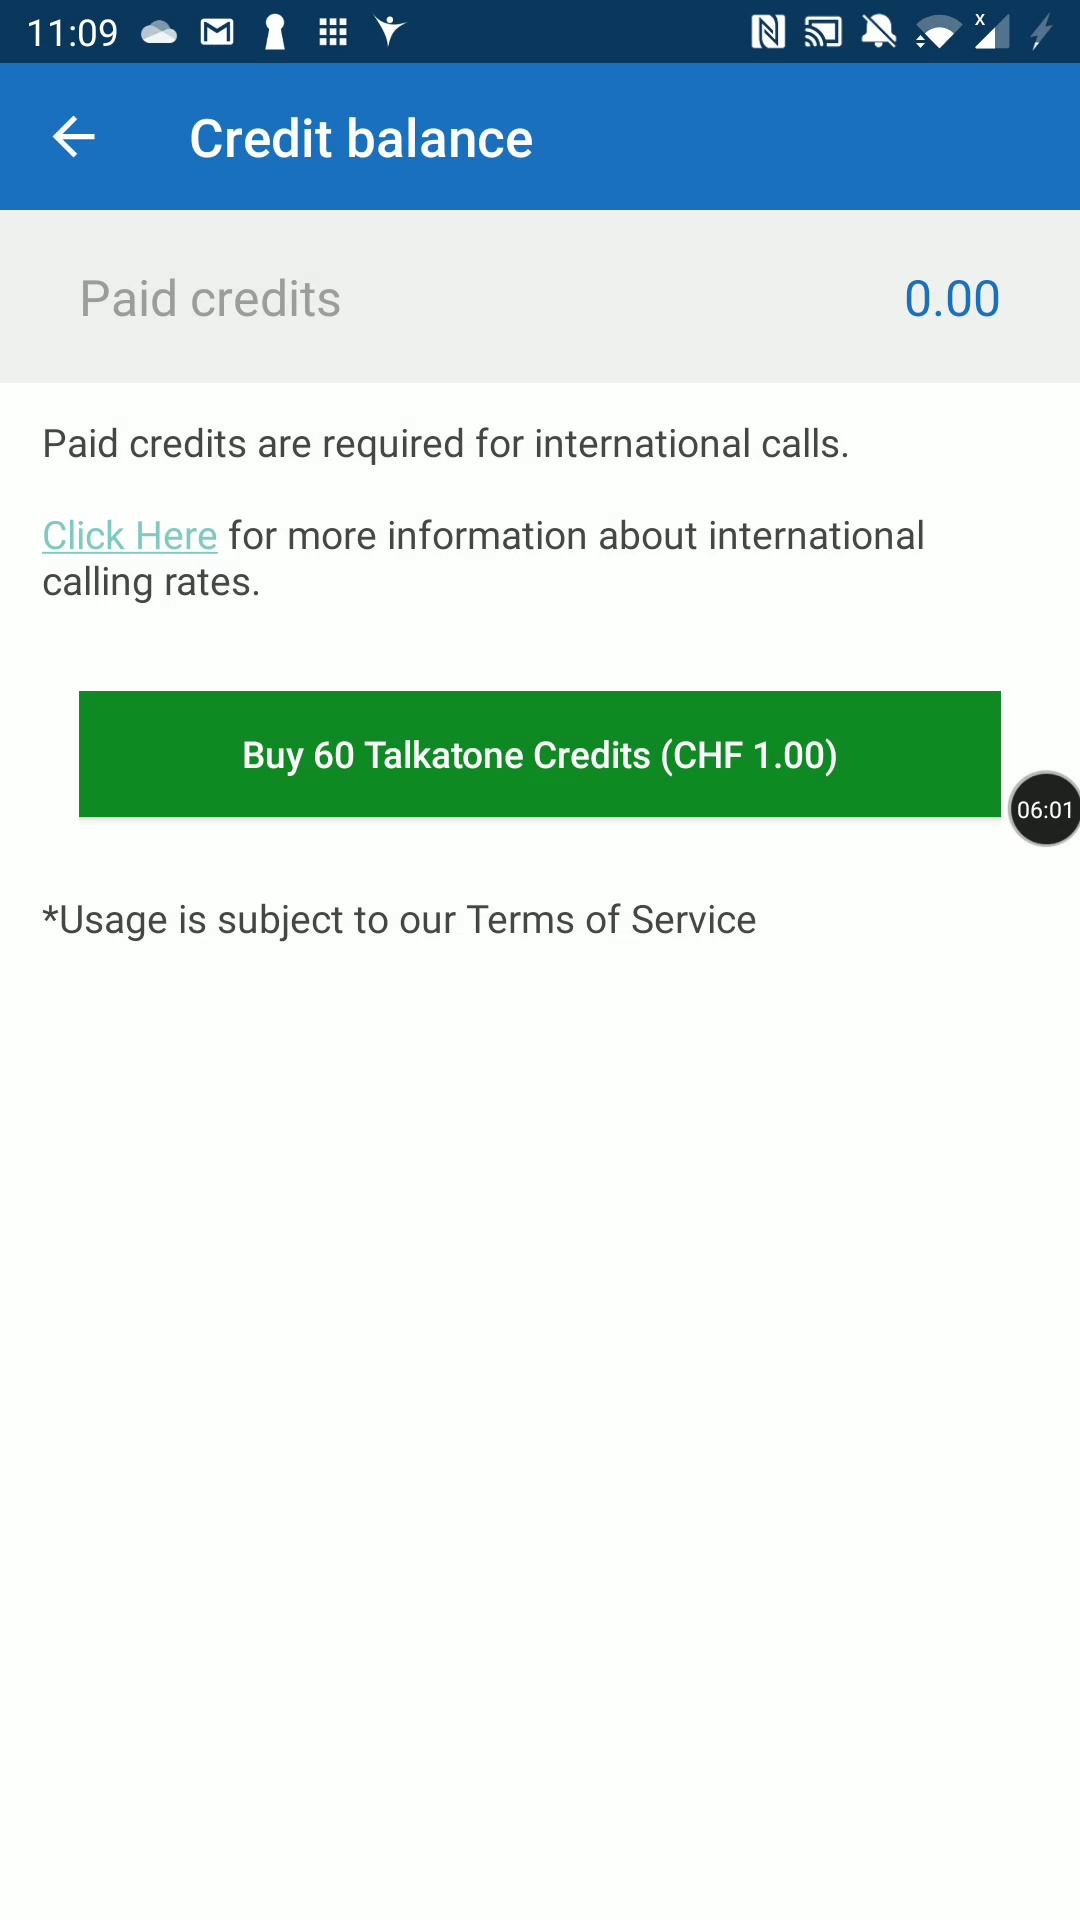 11:09
Credit balance
Paid credits 0.00
Paid credits are required for international calls.
Click Here for more information about international
calling rates.
Buy 60 Talkatone Credits (CHF 1.00)
06:01
*Usage is subject to our Terms of Service